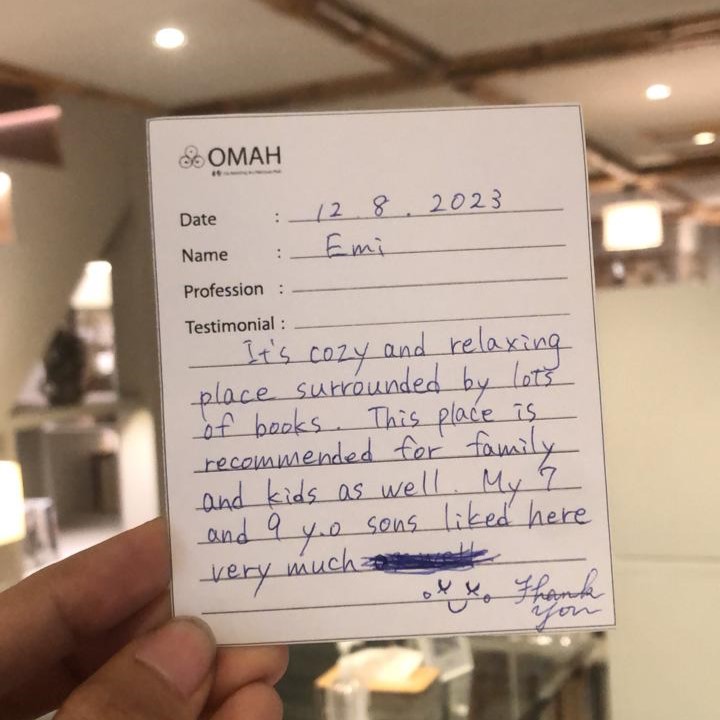 OMAH
Date : 12 . 8 . 2023
Name : Emi
Profession :
Testimonial :
It's cozy and relaxing
place surrounded by lots
of books. This place is
recommended for family
and kids as well. My 7
and 9 y.o sons liked here
very much
Thank
you